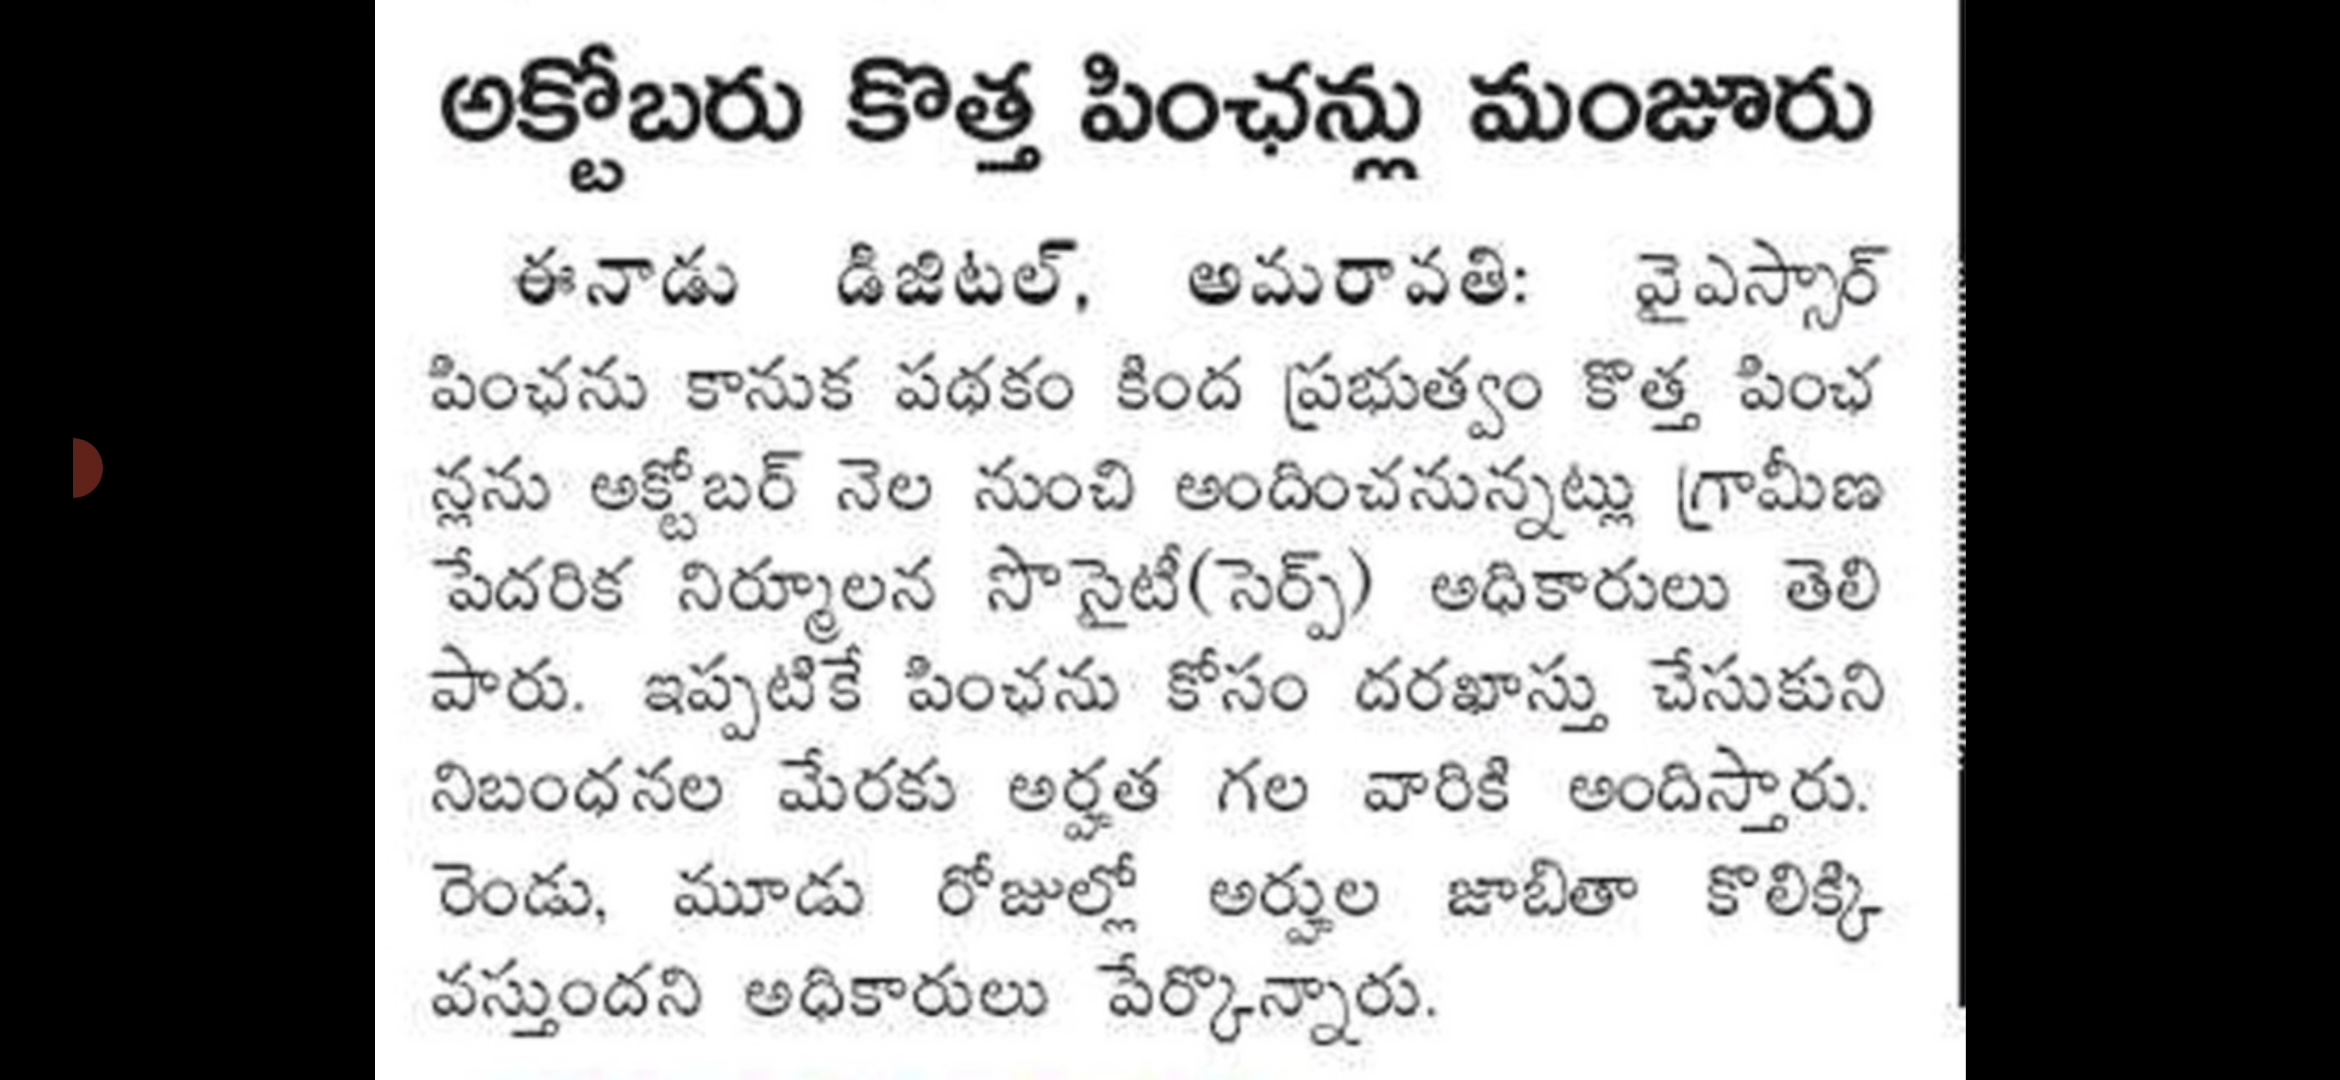 అక్టోబరు కొత్త పింఛన్లు మంజూరు
ఈనాడు డిజిటల్, అమరావతి: వైఎస్సార్
పింఛను కానుక పథకం కింద ప్రభుత్వం కొత్త పింఛ
న్లను అక్టోబర్ నెల నుంచి అందించనున్నట్లు గ్రామీణ
పేదరిక నిర్మూలన సొసైటీ(సెర్ప్) అధికారులు తెలి
పారు. ఇప్పటికే పింఛను కోసం దరఖాస్తు చేసుకుని
నిబంధనల మేరకు అర్హత గల వారికి అందిస్తారు.
రెండు, మూడు రోజుల్లో అర్హుల జాబితా కొలిక్కి
వస్తుందని అధికారులు పేర్కొన్నారు.